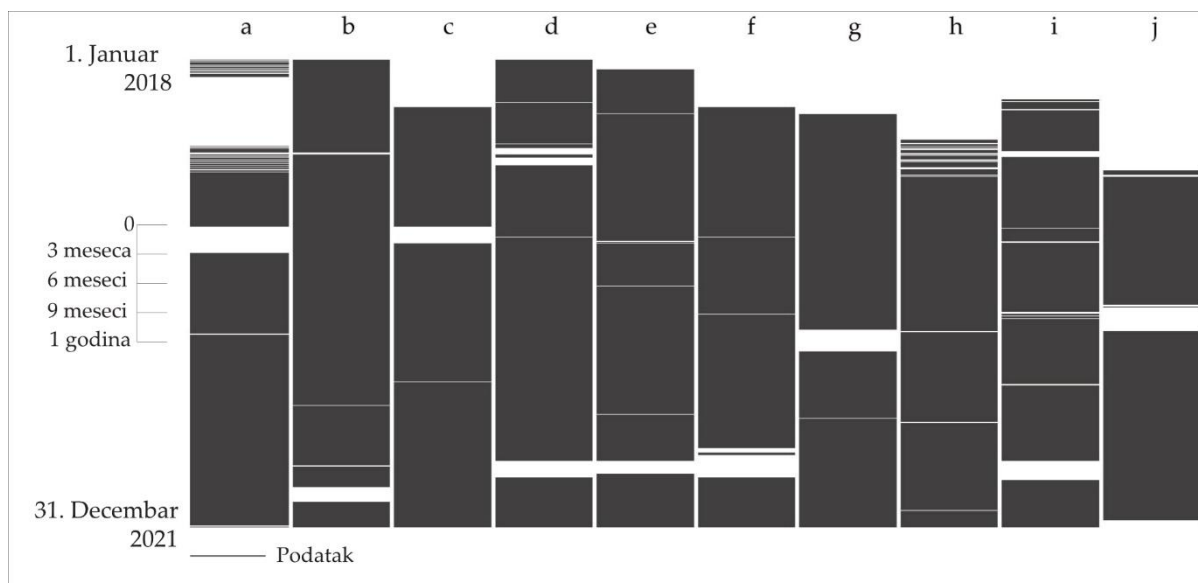 a b c d e f g h i j
1. Januar
2018
0
3 meseca
6 meseci
9 meseci
1 godina
31. Decembar
2021
Podatak